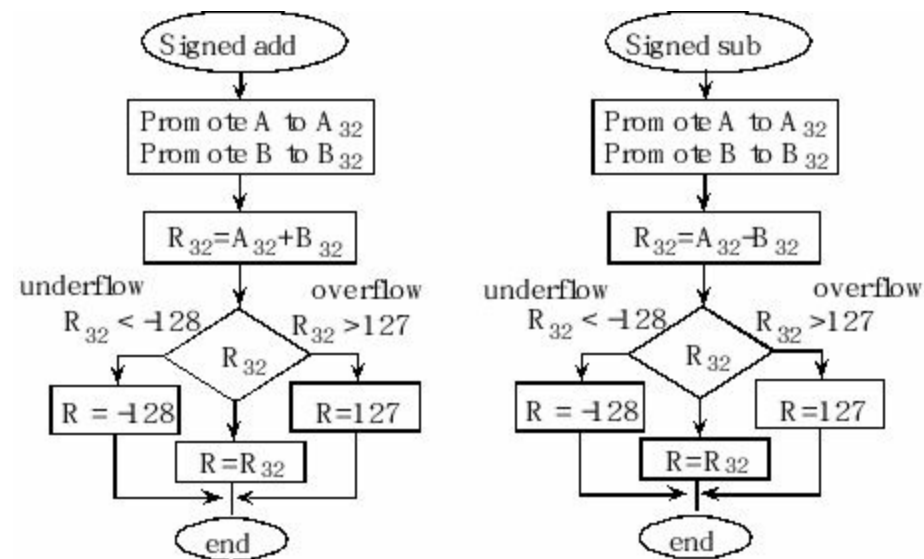 Signed add
Promote A to A32
Promote B to B32
R32=A32+B32
underflow
R32 < -128
overflow
R32 >127
R32
R = -128
R=127
R=R32
end
Signed sub
Promote A to A32
Promote B to B32
R32=A32-B32
underflow
R32 < -128
overflow
R32 >127
R32
R = -128
R=127
R=R32
end